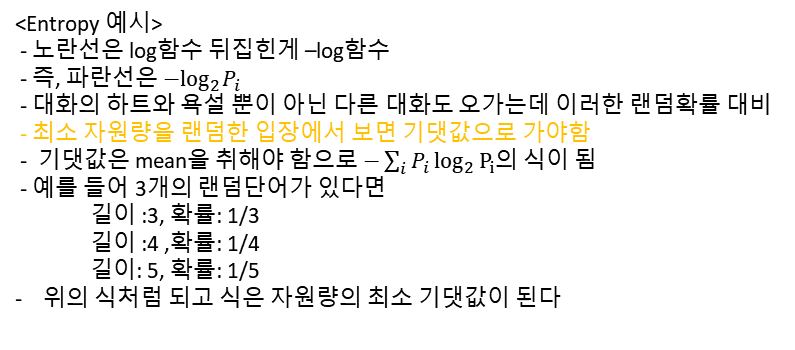 <Entropy 예시>
- 노란선은 log함수 뒤집힌게 –log함수
- 즉, 파란선은 −log₂ Pᵢ
- 대화의 하트와 욕설 뿐이 아닌 다른 대화도 오가는데 이러한 랜덤확률 대비
- 최소 자원량을 랜덤한 입장에서 보면 기댓값으로 가야함
- 기댓값은 mean을 취해야 함으로 − ∑ᵢ Pᵢ log₂ Pᵢ의 식이 됨
- 예를 들어 3개의 랜덤단어가 있다면
길이 :3, 확률: 1/3
길이 :4 ,확률: 1/4
길이: 5, 확률: 1/5
- 위의 식처럼 되고 식은 자원량의 최소 기댓값이 된다